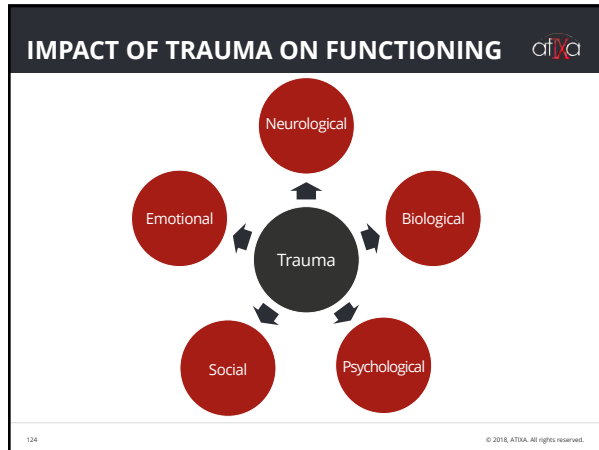 IMPACT OF TRAUMA ON FUNCTIONING
atIXa
Neurological
Emotional
Biological
Trauma
Social
Psychological
124
© 2018, ATIXA. All rights reserved.